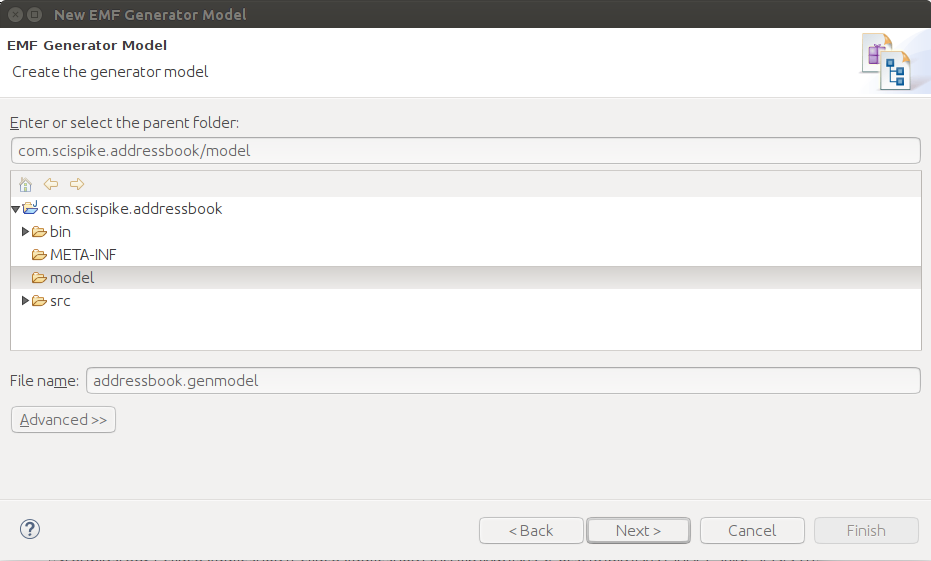 New EMF Generator Model
EMF Generator Model
Create the generator model
Enter or select the parent folder:
com.scispike.addressbook/model
com.scispike.addressbook
bin
META-INF
model
src
File name: addressbook.genmodel
Advanced >>
< Back Next > Cancel Finish